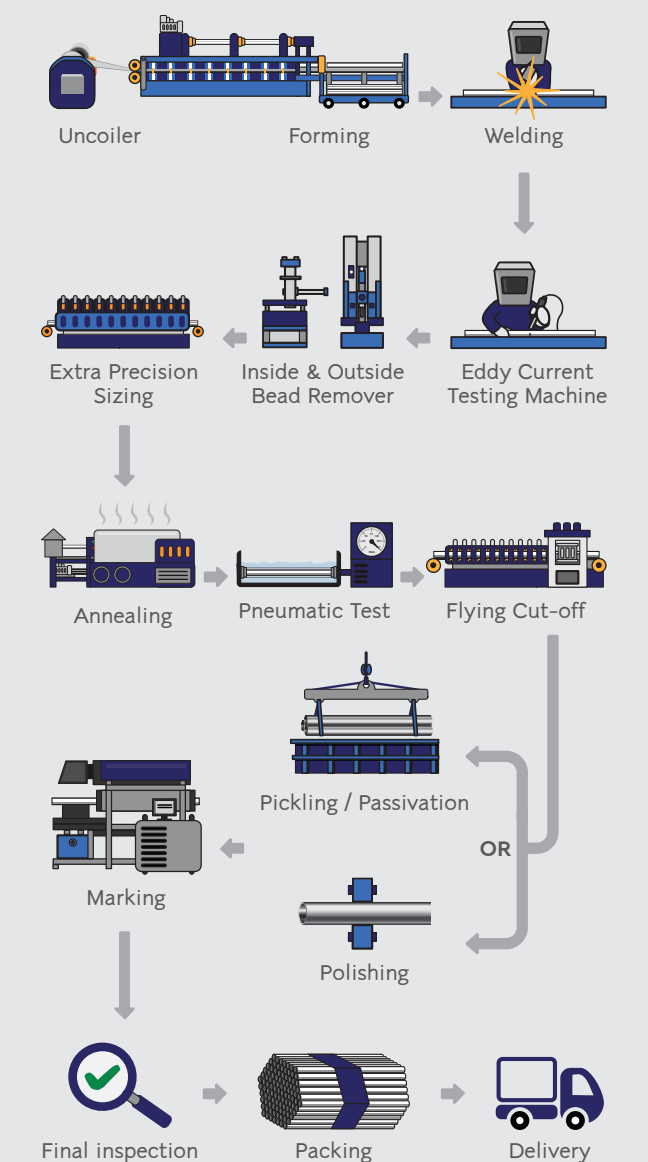 Uncoiler
Forming
Welding
Eddy Current
Testing Machine
Inside & Outside
Bead Remover
Extra Precision
Sizing
Annealing
Pneumatic Test
Flying Cut-off
Pickling / Passivation
OR
Polishing
Marking
Final inspection
Packing
Delivery